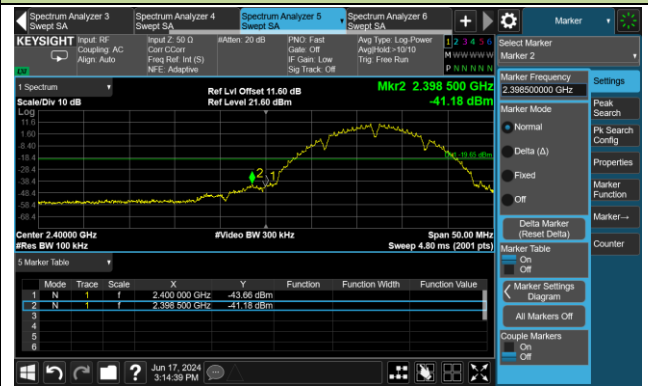 Spectrum Analyzer 3
Swept SA
Spectrum Analyzer 4
Swept SA
Spectrum Analyzer 5
Swept SA
Spectrum Analyzer 6
Swept SA
Marker
KEYSIGHT
Input: RF
Coupling: AC
Align: Auto
Input Z: 50 Ω
Corr CCorr
Freq Ref: Int (S)
NFE: Adaptive
#Atten: 20 dB
PNO: Fast
Gate: Off
IF Gain: Low
Sig Track: Off
Avg Type: Log-Power
Avg|Hold:>10/10
Trig: Free Run
1 2 3 4 5 6
M W W W W W
P N N N N N
Select Marker
Marker 2
1 Spectrum
Scale/Div 10 dB
Ref Lvl Offset 11.60 dB
Ref Level 21.60 dBm
Mkr2 2.398 500 GHz
-41.18 dBm
Log
11.6
1.60
-8.40
-18.4
-28.4
-38.4
-48.4
-58.4
-68.4
-19.65 dBm
2
1
Center 2.40000 GHz
#Res BW 100 kHz
#Video BW 300 kHz
Span 50.00 MHz
Sweep 4.80 ms (2001 pts)
5 Marker Table
Mode Trace Scale X Y Function Function Width Function Value
1 N 1 f 2.400 000 GHz -43.66 dBm
2 N 1 f 2.398 500 GHz -41.18 dBm
3
4
5
6
Marker Frequency
2.398500000 GHz
Marker Mode
Normal
Delta (Δ)
Fixed
Off
Delta Marker
(Reset Delta)
Marker Table
On
Off
Marker Settings
Diagram
All Markers Off
Couple Markers
On
Off
Settings
Peak
Search
Pk Search
Config
Properties
Marker
Function
Marker→
Counter
Jun 17, 2024
3:14:39 PM